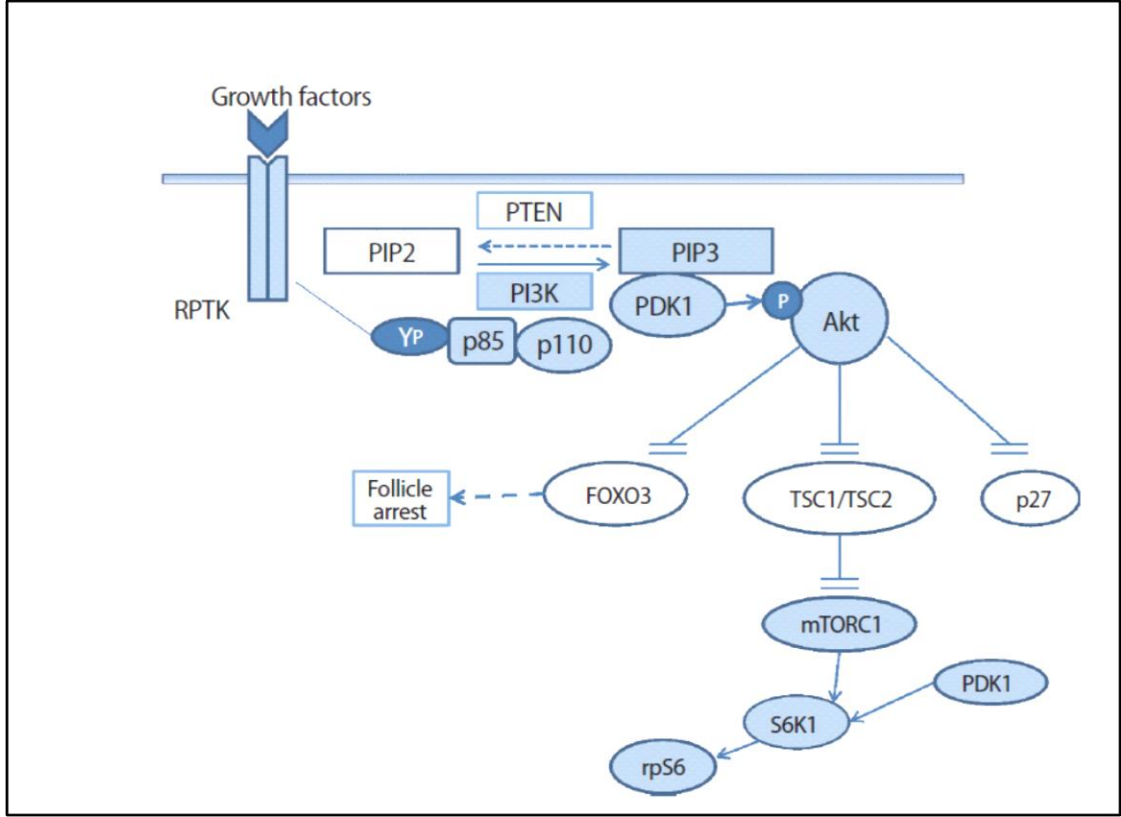 Growth factors
PTEN
PIP2
PIP3
PI3K
PDK1
P
Akt
RPTK
YP
p85
p110
Follicle
arrest
FOXO3
TSC1/TSC2
p27
mTORC1
PDK1
S6K1
rpS6